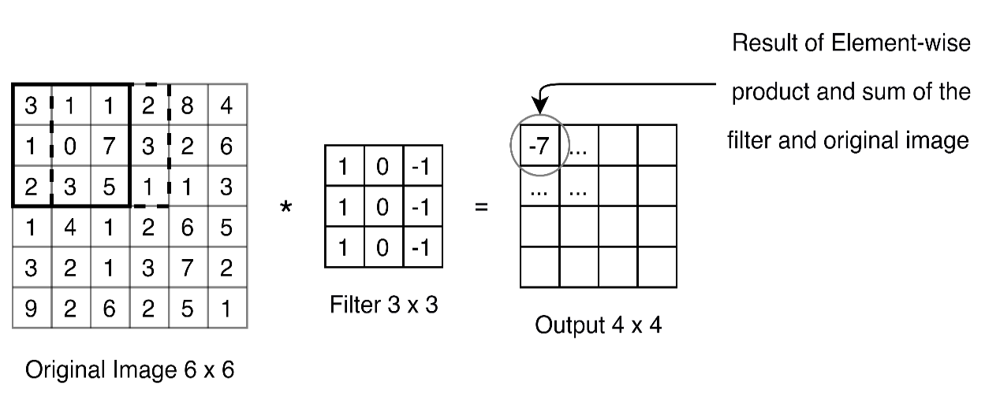 Result of Element-wise
product and sum of the
filter and original image
3 1 1 2 8 4
1 0 7 3 2 6
2 3 5 1 1 3
1 4 1 2 6 5
3 2 1 3 7 2
9 2 6 2 5 1
Original Image 6 x 6
*
1 0 -1
1 0 -1
1 0 -1
Filter 3 x 3
=
-7 ...
... ...
Output 4 x 4